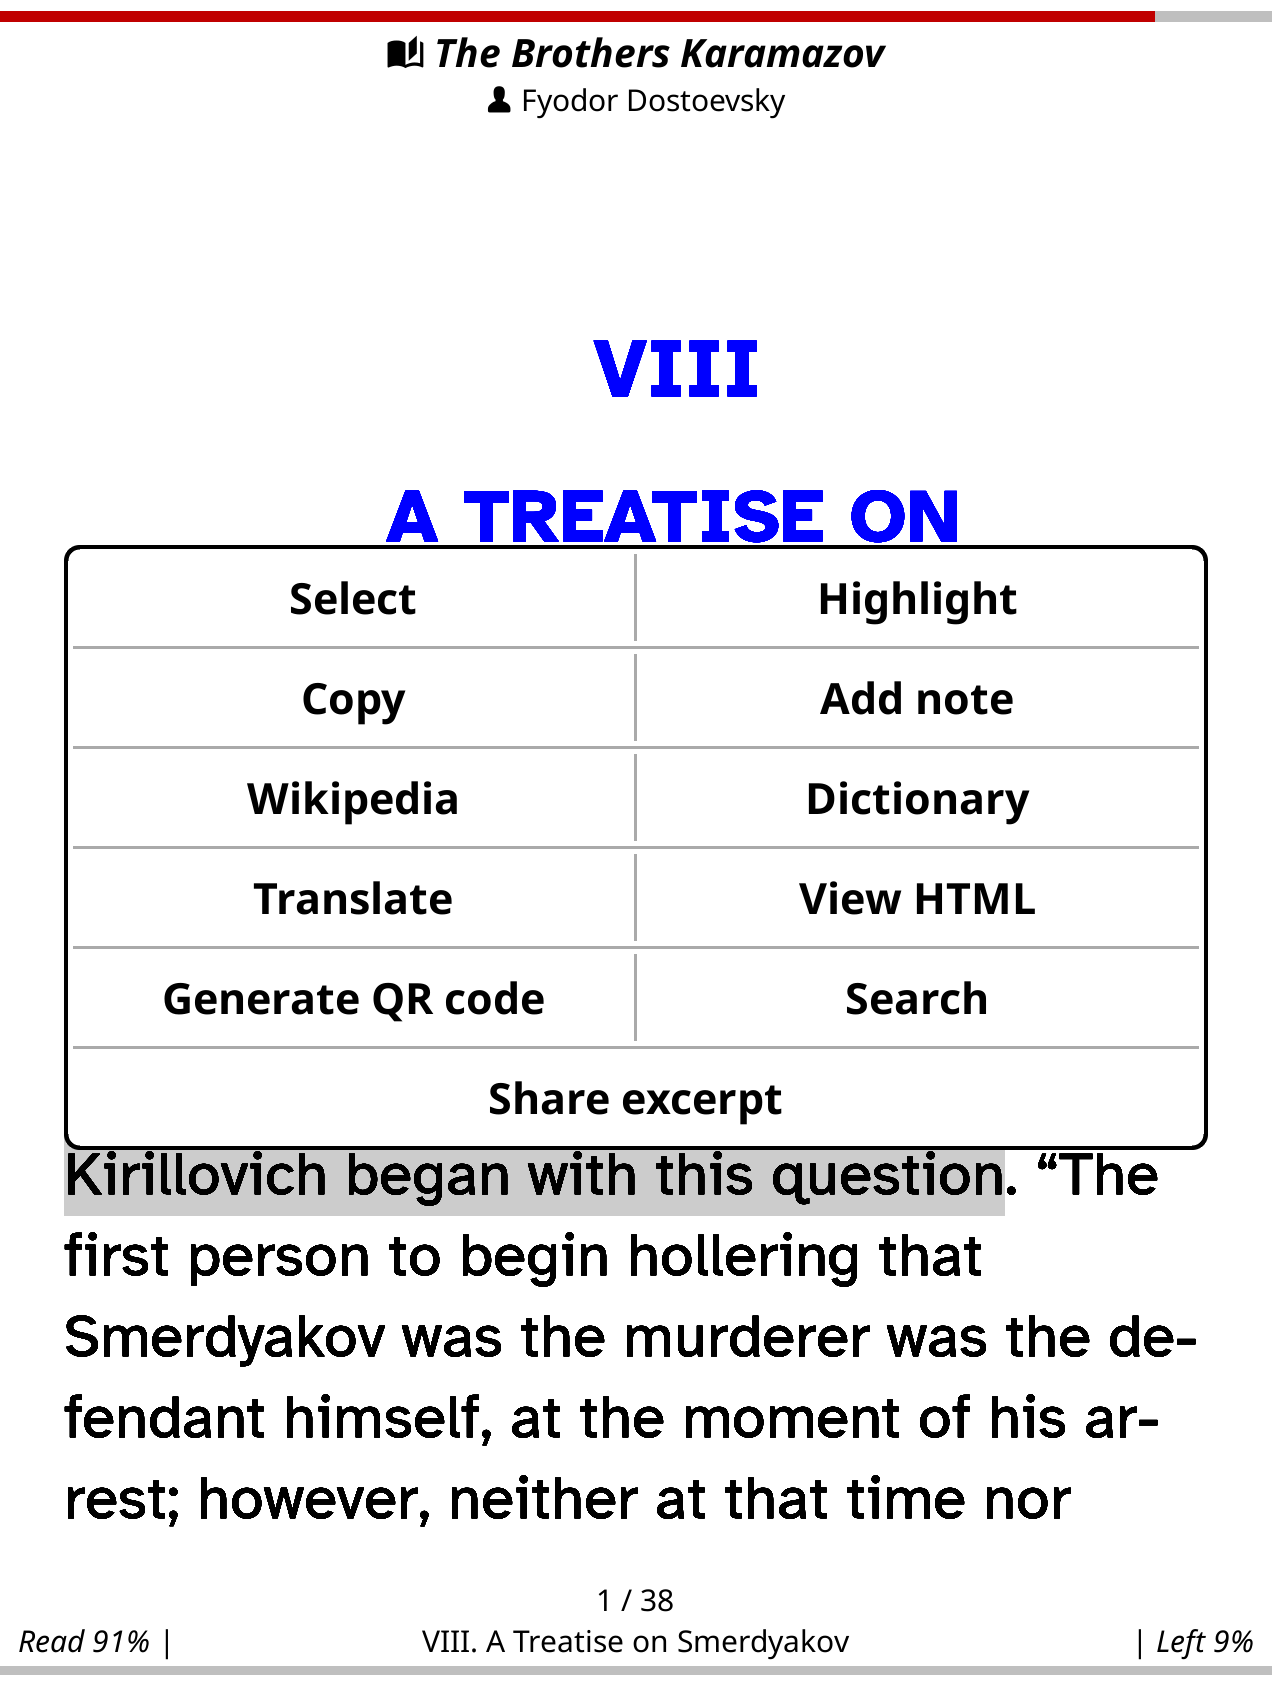 The Brothers Karamazov
Fyodor Dostoevsky
VIII
A TREATISE ON
Select
Highlight
Copy
Add note
Wikipedia
Dictionary
Translate
View HTML
Generate QR code
Search
Share excerpt
Kirillovich began with this question. “The
first person to begin hollering that
Smerdyakov was the murderer was the de-
fendant himself, at the moment of his ar-
rest; however, neither at that time nor
1 / 38
Read 91% | VIII. A Treatise on Smerdyakov | Left 9%